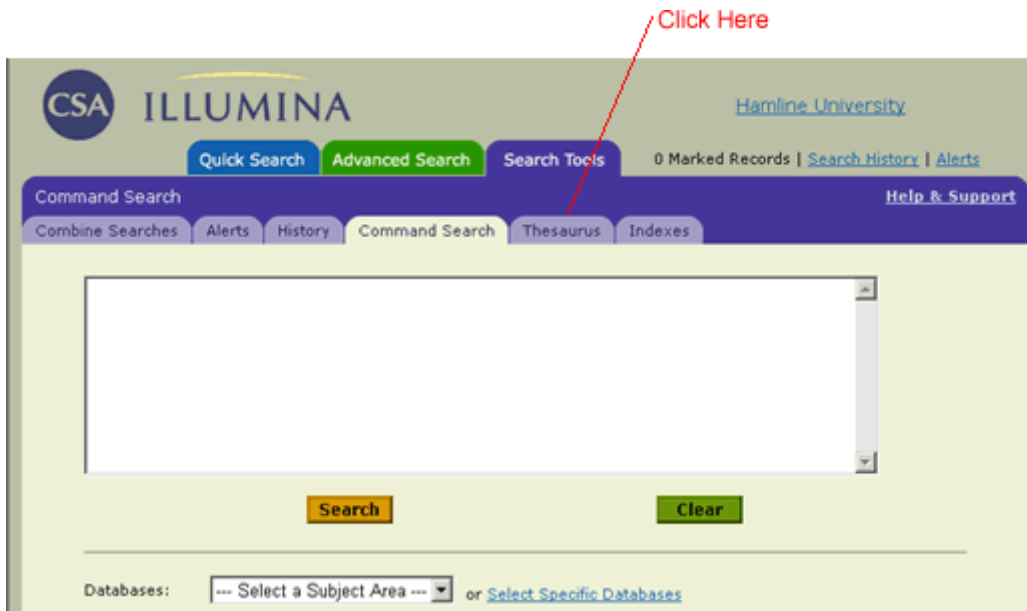 Click Here
CSA ILLUMINA
Hamline University
Quick Search Advanced Search Search Tools 0 Marked Records | Search History | Alerts
Command Search Help & Support
Combine Searches Alerts History Command Search Thesaurus Indexes
Search Clear
Databases: --- Select a Subject Area --- or Select Specific Databases